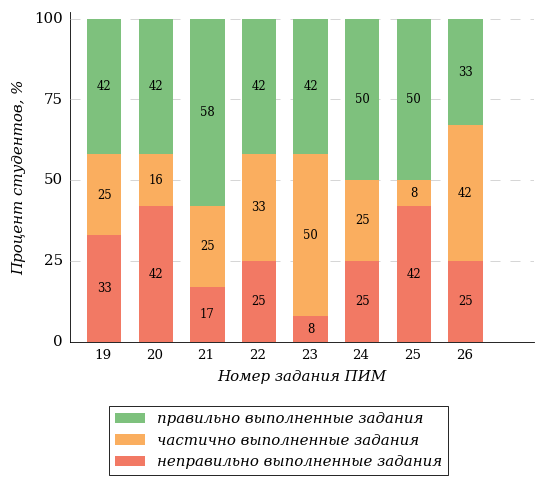 100
75
50
25
0
Процент студентов, %
42 42 58 42 42 50 50 33
25 16 25 33 50 25 8 42
33 42 17 25 8 25 42 25
19 20 21 22 23 24 25 26
Номер задания ПИМ
правильно выполненные задания
частично выполненные задания
неправильно выполненные задания